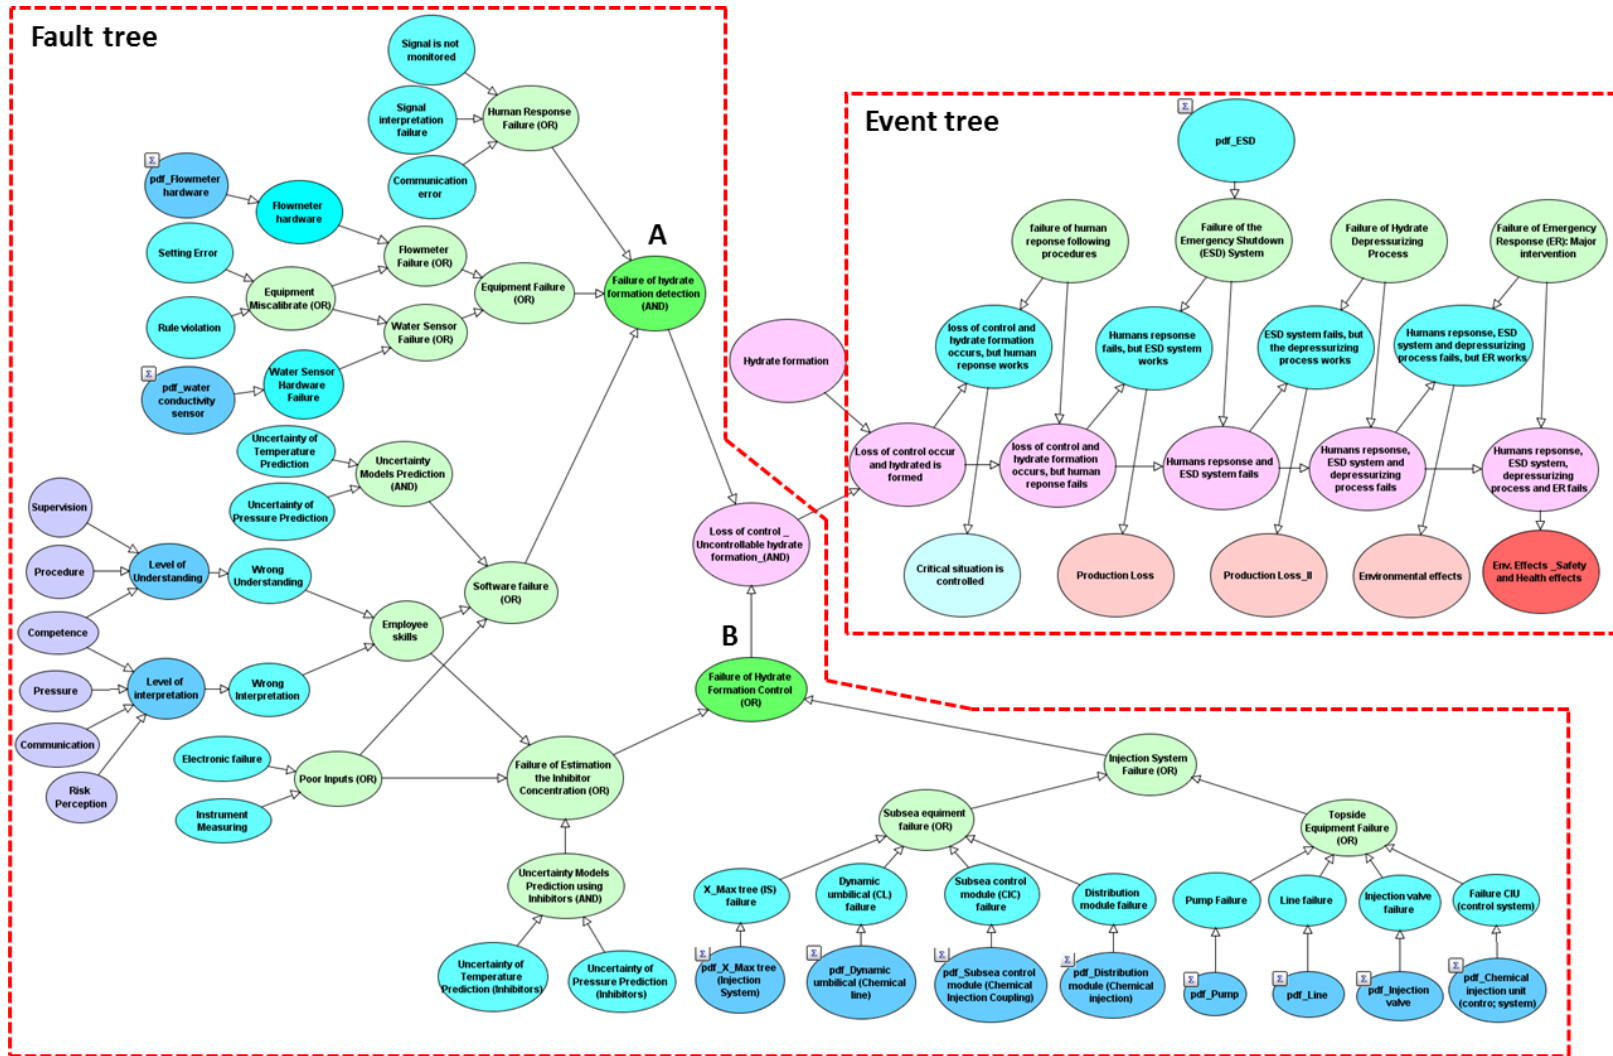 Fault tree
Signal is not
monitored
Signal
interpretation
failure
Human Response
Failure (OR)
Communication
error
Σ
pdf_Flowmeter
hardware
Flowmeter
hardware
Setting Error
Flowmeter
Failure (OR)
Equipment
Miscalibrate (OR)
Equipment Failure
(OR)
Rule violation
Water Sensor
Failure (OR)
Σ
pdf_water
conductivity
sensor
Water Sensor
Hardware
Failure
A
Failure of hydrate
formation detection
(AND)
Uncertainty of
Temperature
Prediction
Uncertainty
Models Prediction
(AND)
Uncertainty of
Pressure Prediction
Supervision
Procedure
Level of
Understanding
Wrong
Understanding
Software failure
(OR)
Competence
Employee
skills
Pressure
Level of
interpretation
Wrong
Interpretation
Communication
Risk
Perception
Electronic failure
Poor Inputs (OR)
Instrument
Measuring
Failure of Estimation
the Inhibitor
Concentration (OR)
Uncertainty Models
Prediction using
Inhibitors (AND)
Uncertainty of
Temperature
Prediction (Inhibitors)
Uncertainty of
Pressure Prediction
(Inhibitors)
Loss of control _
Uncontrollable hydrate
formation_(AND)
B
Failure of Hydrate
Formation Control
(OR)
Injection System
Failure (OR)
Subsea equiment
failure (OR)
Topside
Equipment Failure
(OR)
X_Max tree (IS)
failure
Dynamic
umbilical (CL)
failure
Subsea control
module (CIC)
failure
Distribution
module failure
Pump Failure
Line failure
Injection valve
failure
Failure CIU
(control system)
Σ
pdf_X_Max tree
(Injection
System)
Σ
pdf_Dynamic
umbilical (Chemical
line)
Σ
pdf_Subsea control
module (Chemical
Injection Coupling)
Σ
pdf_Distribution
module (Chemical
injection)
Σ
pdf_Pump
Σ
pdf_Line
Σ
pdf_Injection
valve
Σ
pdf_Chemical
injection unit
(contro; system)
Event tree
Σ
pdf_ESD
failure of human
reponse following
procedures
Failure of the
Emergency Shutdown
(ESD) System
Failure of Hydrate
Depressurizing
Process
Failure of Emergency
Response (ER): Major
intervention
Hydrate formation
loss of control and
hydrate formation
occurs, but human
reponse works
Humans repsonse
fails, but ESD system
works
ESD system fails, but
the depressurizing
process works
Humans repsonse, ESD
system and depressurizing
process fails, but ER works
Loss of control occur
and hydrated is
formed
loss of control and
hydrate formation
occurs, but human
reponse fails
Humans repsonse and
ESD system fails
Humans repsonse,
ESD system and
depressurizing
process fails
Humans repsonse,
ESD system,
depressurizing
process and ER fails
Critical situation is
controlled
Production Loss
Production Loss_II
Environmental effects
Env. Effects _Safety
and Health effects